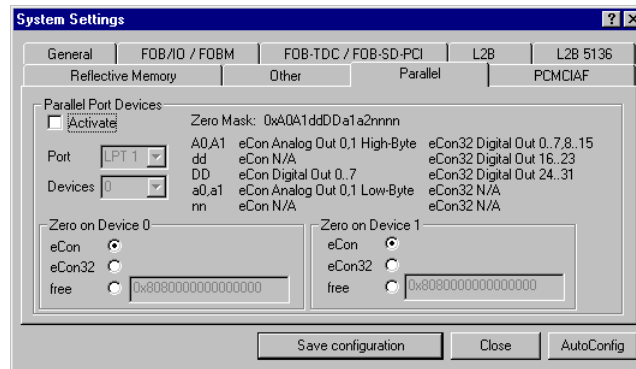 System Settings
General FOB/IO / FOBM FOB-TDC / FOB-SD-PCI L2B L2B 5136
Reflective Memory Other Parallel PCMCIAF
Parallel Port Devices
Activate Zero Mask: 0xA0A1ddDDa1a2nnnn
A0,A1 eCon Analog Out 0,1 High-Byte eCon32 Digital Out 0..7,8..15
Port LPT 1 dd eCon N/A eCon32 Digital Out 16..23
DD eCon Digital Out 0..7 eCon32 Digital Out 24..31
Devices 0 a0,a1 eCon Analog Out 0,1 Low-Byte eCon32 N/A
nn eCon N/A eCon32 N/A
Zero on Device 0 Zero on Device 1
eCon eCon
eCon32 eCon32
free 0x8080000000000000 free 0x8080000000000000
Save configuration Close AutoConfig